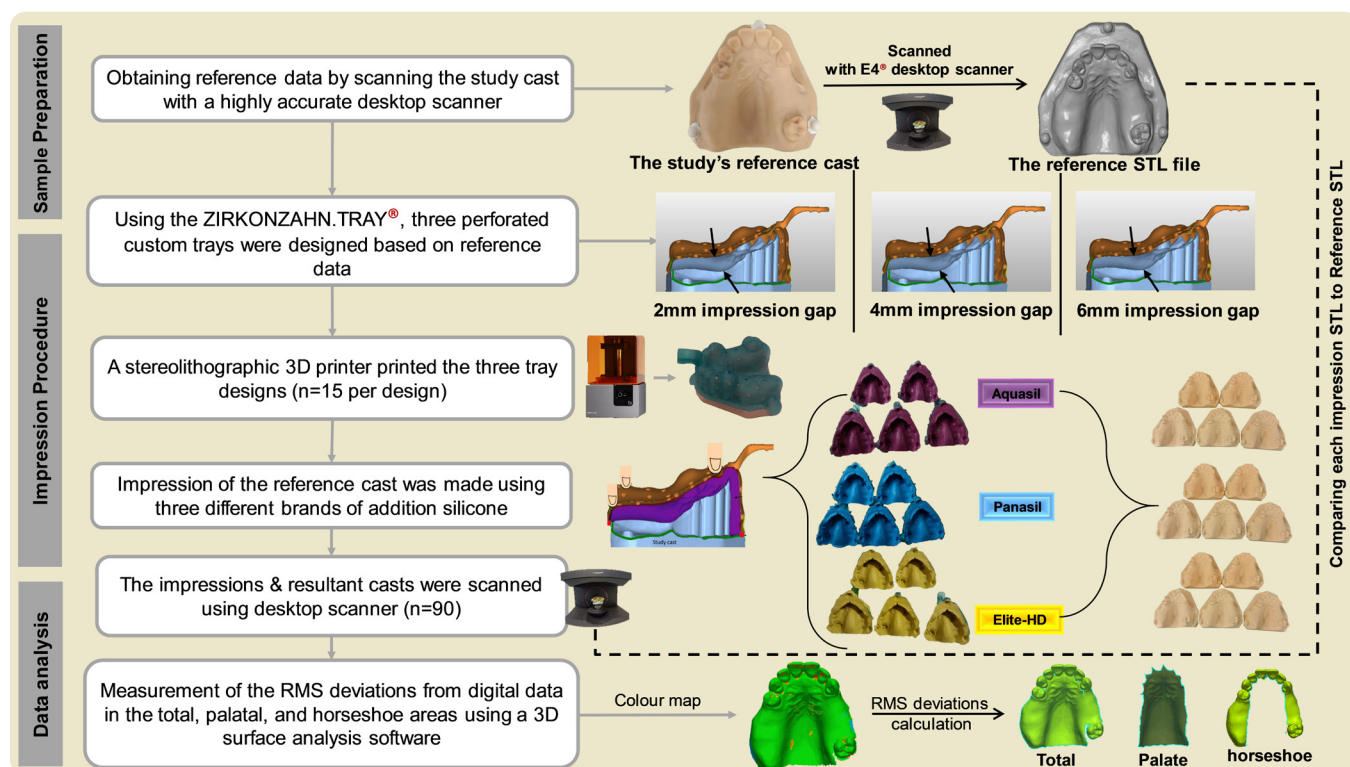 Sample Preparation
Obtaining reference data by scanning the study cast
with a highly accurate desktop scanner
Scanned
with E4® desktop scanner
The study's reference cast
The reference STL file
Using the ZIRKONZAHN.TRAY®, three perforated
custom trays were designed based on reference
data
2mm impression gap
4mm impression gap
6mm impression gap
Impression Procedure
A stereolithographic 3D printer printed the three tray
designs (n=15 per design)
Impression of the reference cast was made using
three different brands of addition silicone
Study cast
Aquasil
Panasil
Elite-HD
Comparing each impression STL to Reference STL
The impressions & resultant casts were scanned
using desktop scanner (n=90)
Data analysis
Measurement of the RMS deviations from digital data
in the total, palatal, and horseshoe areas using a 3D
surface analysis software
Colour map
RMS deviations
calculation
Total
Palate
horseshoe